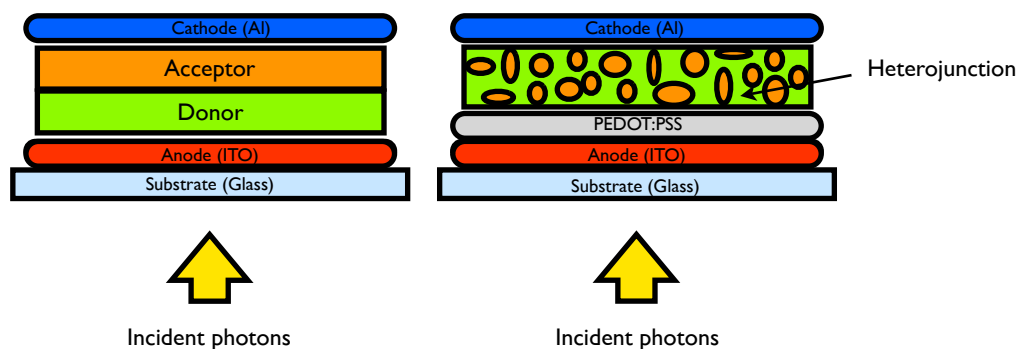 Cathode (Al)
Acceptor
Donor
Anode (ITO)
Substrate (Glass)
Incident photons
Cathode (Al)
Heterojunction
PEDOT:PSS
Anode (ITO)
Substrate (Glass)
Incident photons